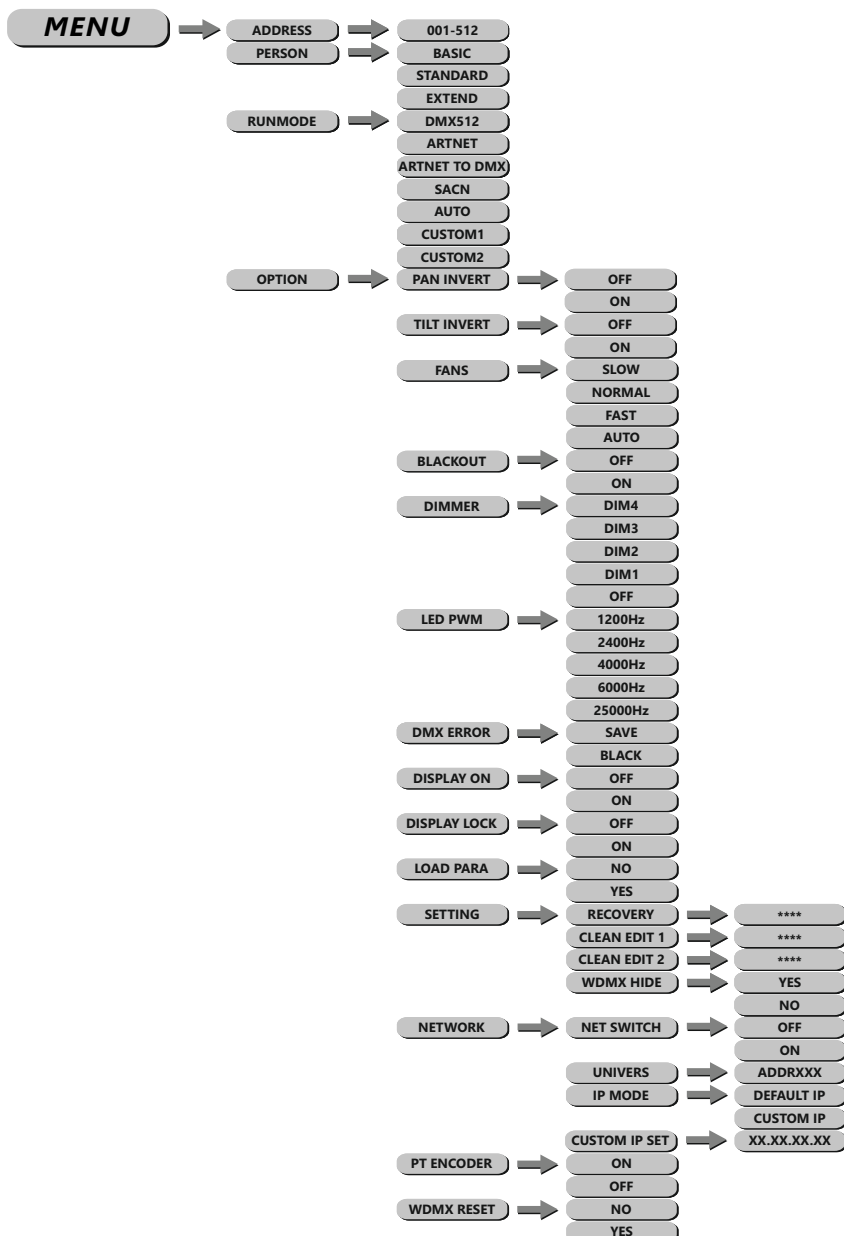 MENU ADDRESS 001-512
PERSON BASIC
STANDARD
EXTEND
RUNMODE DMX512
ARTNET
ARTNET TO DMX
SACN
AUTO
CUSTOM1
CUSTOM2
OPTION PAN INVERT OFF
ON
TILT INVERT OFF
ON
FANS SLOW
NORMAL
FAST
AUTO
BLACKOUT OFF
ON
DIMMER DIM4
DIM3
DIM2
DIM1
OFF
LED PWM 1200Hz
2400Hz
4000Hz
6000Hz
25000Hz
DMX ERROR SAVE
BLACK
DISPLAY ON OFF
ON
DISPLAY LOCK OFF
ON
LOAD PARA NO
YES
SETTING RECOVERY ****
CLEAN EDIT 1 ****
CLEAN EDIT 2 ****
WDMX HIDE YES
NO
NETWORK NET SWITCH OFF
ON
UNIVERS ADDRXXX
IP MODE DEFAULT IP
CUSTOM IP
CUSTOM IP SET XX.XX.XX.XX
PT ENCODER ON
OFF
WDMX RESET NO
YES